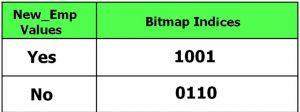 New_Emp Values Bitmap Indices
Yes 1001
No 0110